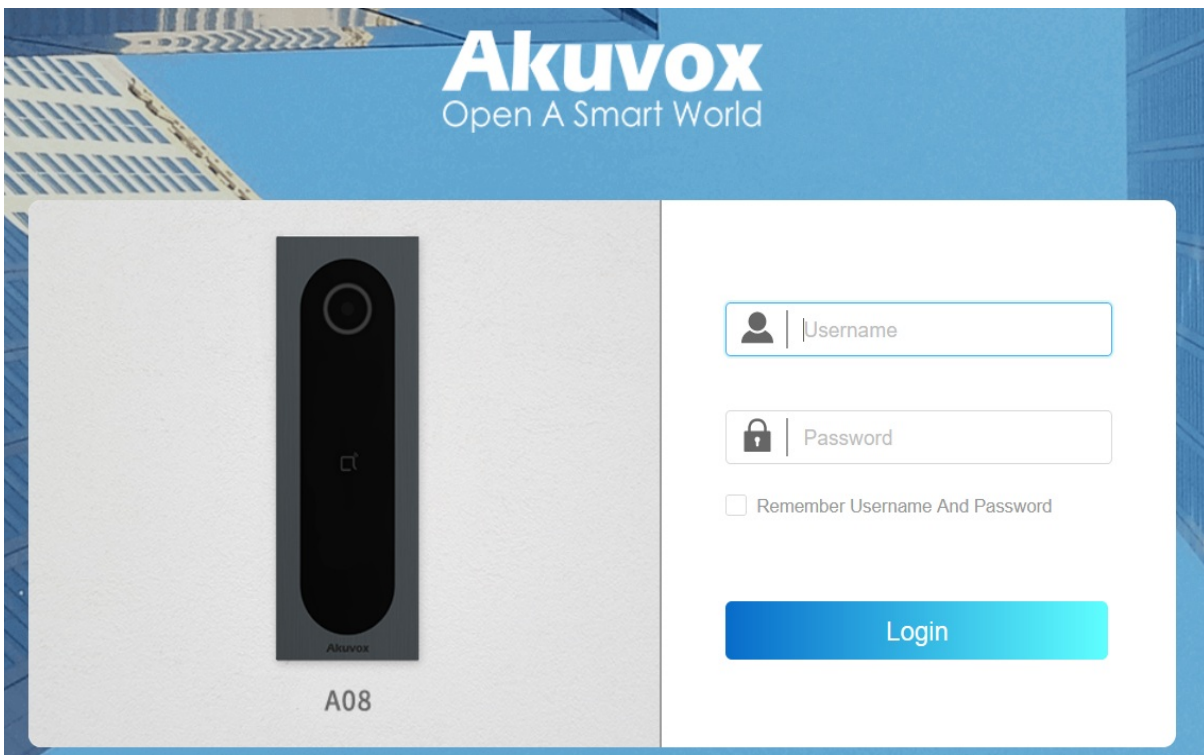 Akuvox
Open A Smart World
Akuvox
A08
Username
Password
Remember Username And Password
Login